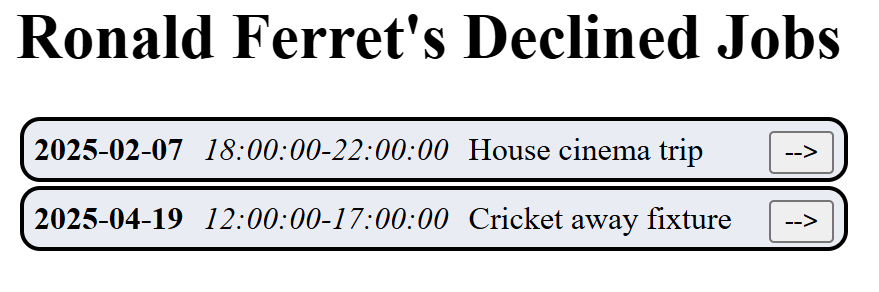 Ronald Ferret's Declined Jobs
2025-02-07 18:00:00-22:00:00 House cinema trip -->
2025-04-19 12:00:00-17:00:00 Cricket away fixture -->